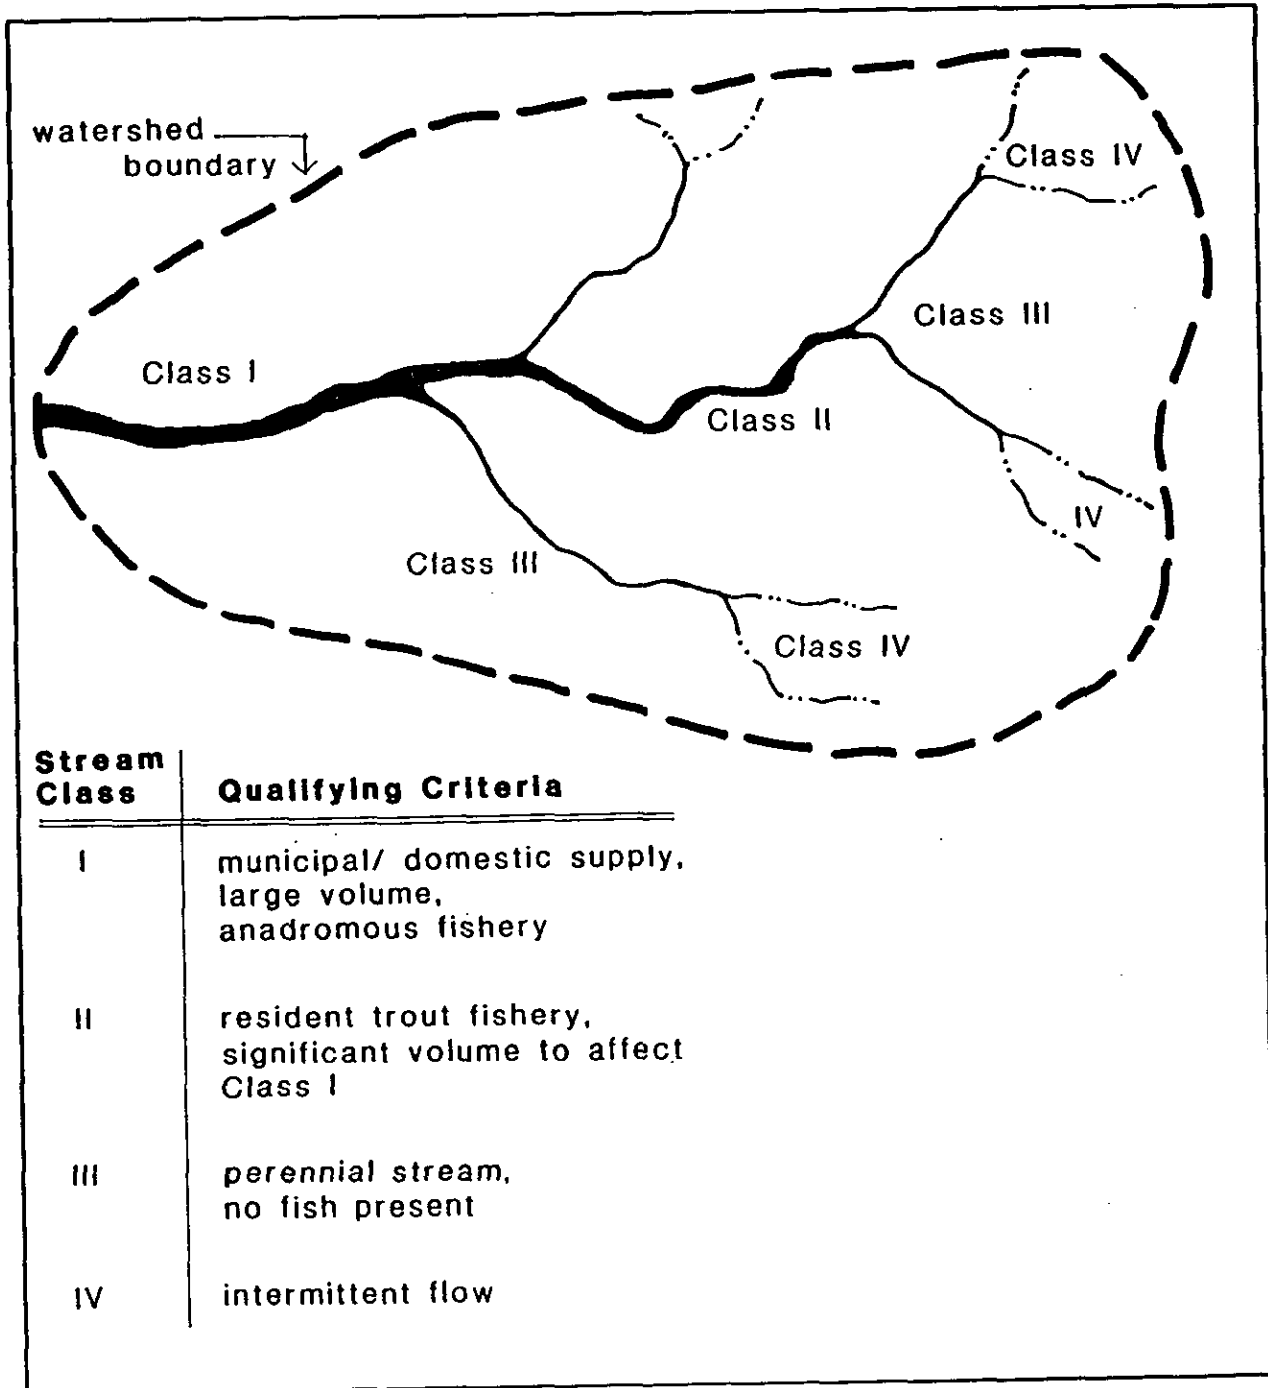 watershed
boundary
Class IV
Class III
Class I
Class II
IV
Class III
Class IV
Stream
Class
Qualifying Criteria
I
municipal/ domestic supply,
large volume,
anadromous fishery
II
resident trout fishery,
significant volume to affect
Class I
III
perennial stream,
no fish present
IV
intermittent flow